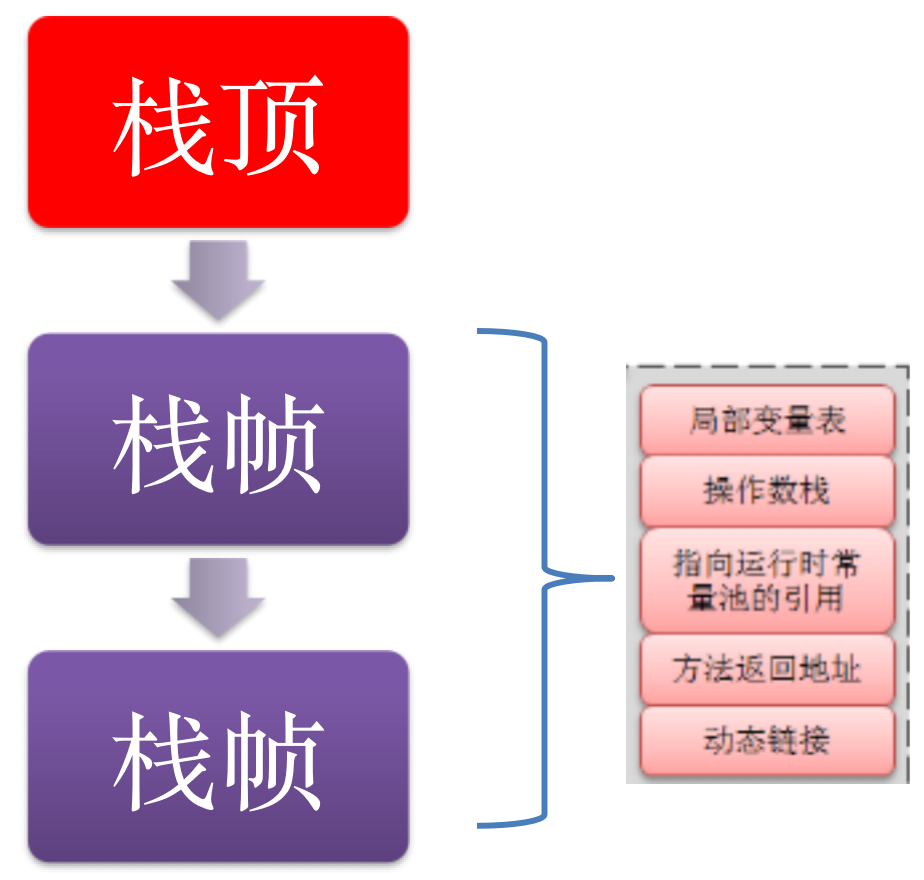 栈顶
栈帧
栈帧
局部变量表
操作数栈
指向运行时常
量池的引用
方法返回地址
动态链接